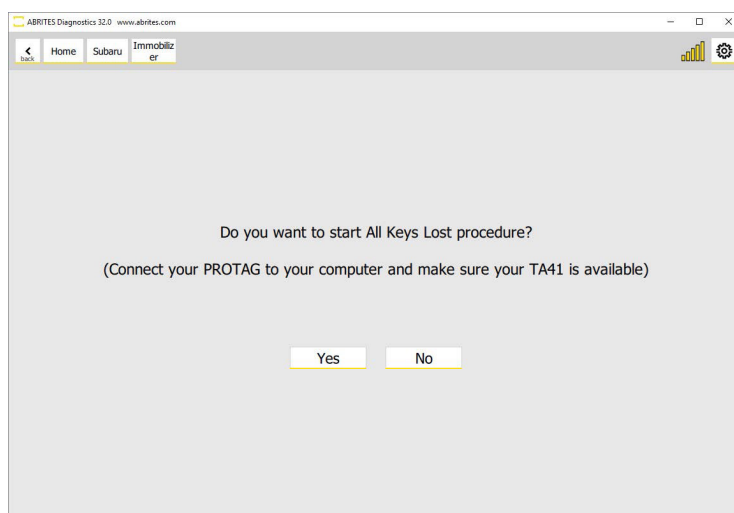 ABRITES Diagnostics 32.0 www.abrites.com
back
Home
Subaru
Immobiliz
er
Do you want to start All Keys Lost procedure?
(Connect your PROTAG to your computer and make sure your TA41 is available)
Yes
No